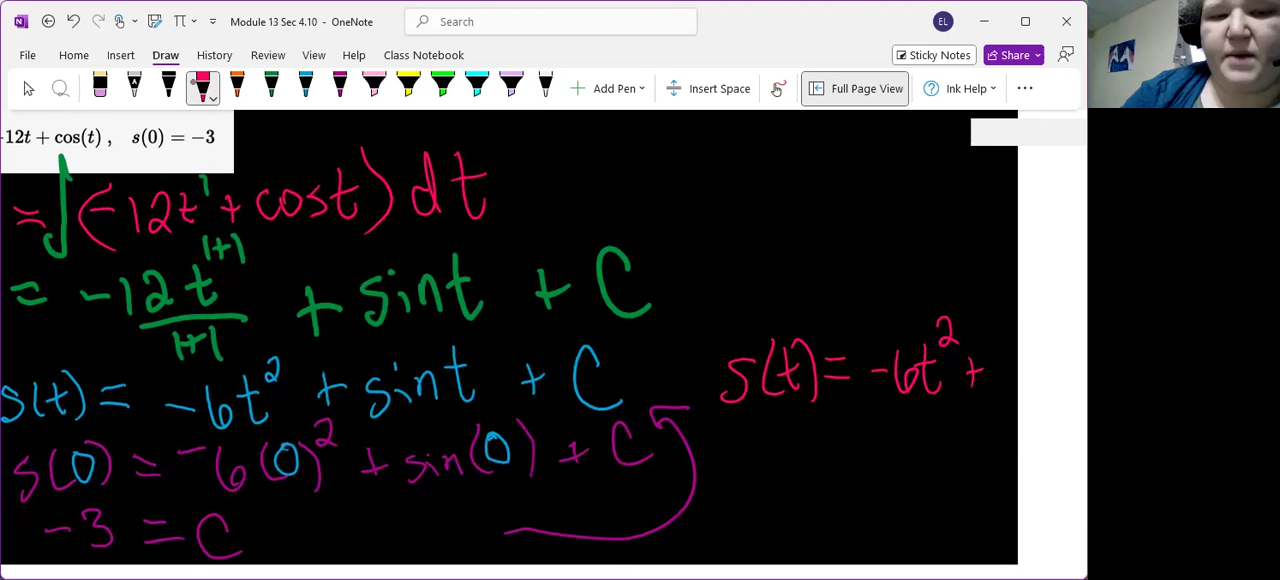 Module 13 Sec 4.10 - OneNote
Search
EL
File Home Insert Draw History Review View Help Class Notebook
Sticky Notes Share
Add Pen Insert Space Full Page View Ink Help
-12t + cos(t) , s(0) = -3
= ∫(-12t¹ + cost) dt
= -12t^(1+1)/(1+1) + sint + C
s(t) = -6t² + sint + C
s(t) = -6t² +
s(0) = -6(0)² + sin(0) + C
-3 = C